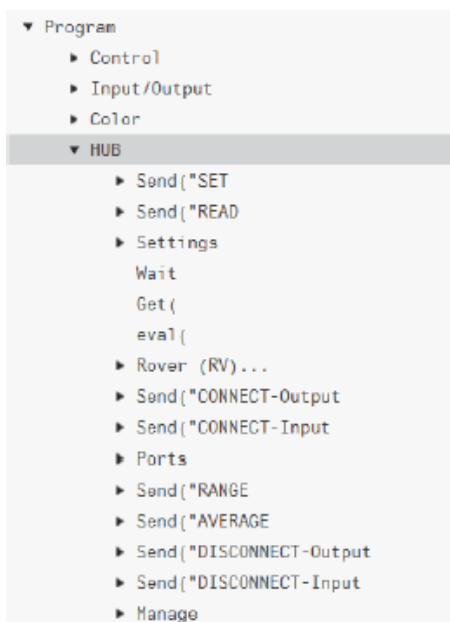 Program
Control
Input/Output
Color
HUB
Send("SET
Send("READ
Settings
Wait
Get(
eval(
Rover (RV)...
Send("CONNECT-Output
Send("CONNECT-Input
Ports
Send("RANGE
Send("AVERAGE
Send("DISCONNECT-Output
Send("DISCONNECT-Input
Manage